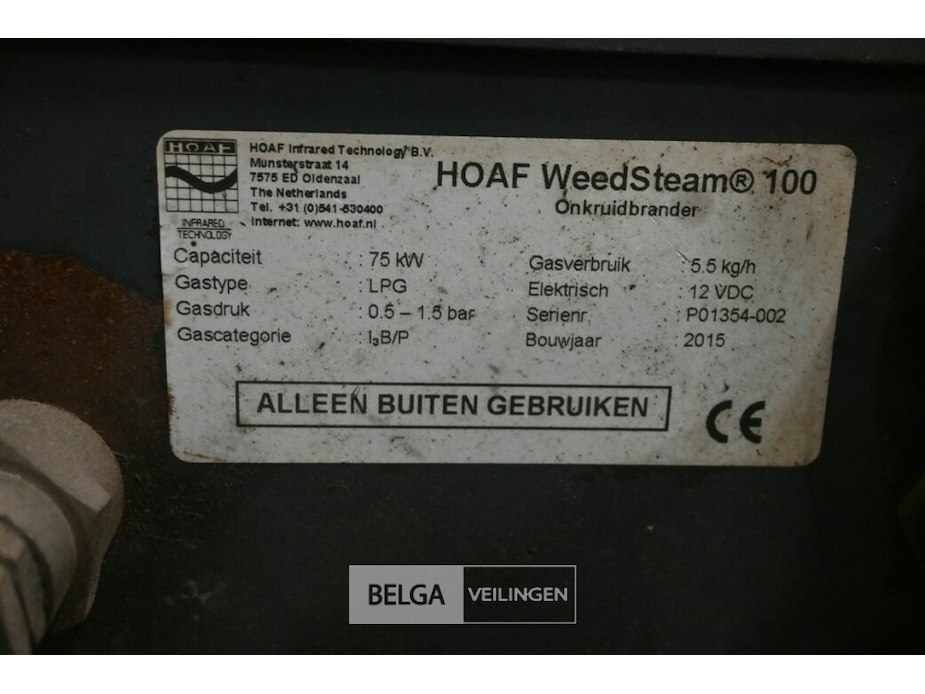 HOAF
INFRARED
TECHNOLOGY
HOAF Infrared Technology B.V.
Munsterstraat 14
7575 ED Oldenzaal
The Netherlands
Tel. +31 (0)541-530400
Internet: www.hoaf.nl
HOAF WeedSteam® 100
Onkruidbrander
Capaciteit : 75 kW
Gastype : LPG
Gasdruk : 0.5 – 1.5 bar
Gascategorie : I₃B/P
Gasverbruik : 5.5 kg/h
Elektrisch : 12 VDC
Serienr. : P01354-002
Bouwjaar : 2015
ALLEEN BUITEN GEBRUIKEN
CE
BELGA VEILINGEN